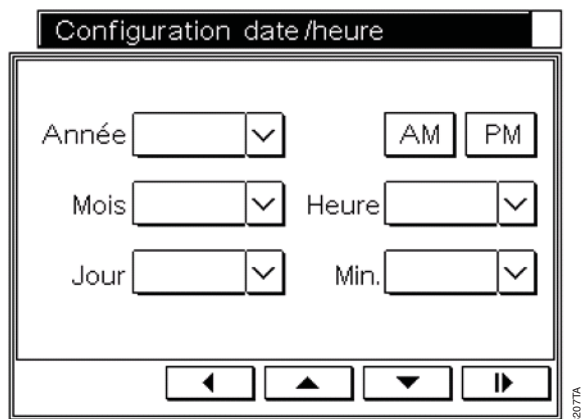 Configuration date/heure
Année AM PM
Mois Heure
Jour Min.
207TA